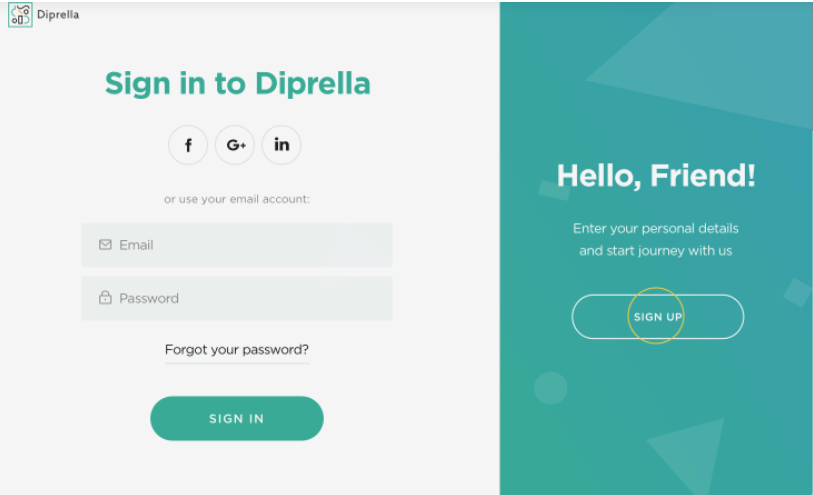 Diprella
Sign in to Diprella
f
G+
in
or use your email account:
Email
Password
Forgot your password?
SIGN IN
Hello, Friend!
Enter your personal details
and start journey with us
SIGN UP